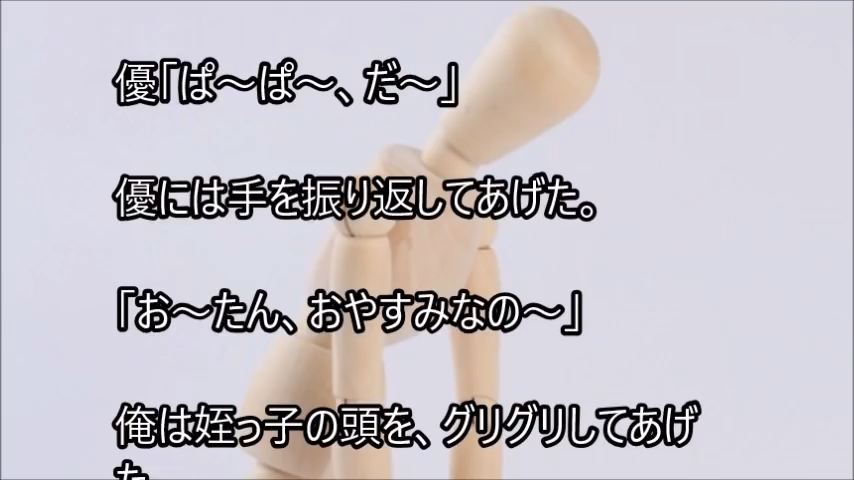 優「ぱ～ぱ～、だ～」
優には手を振り返してあげた。
「お～たん、おやすみなの～」
俺は姪っ子の頭を、グリグリしてあげ
た